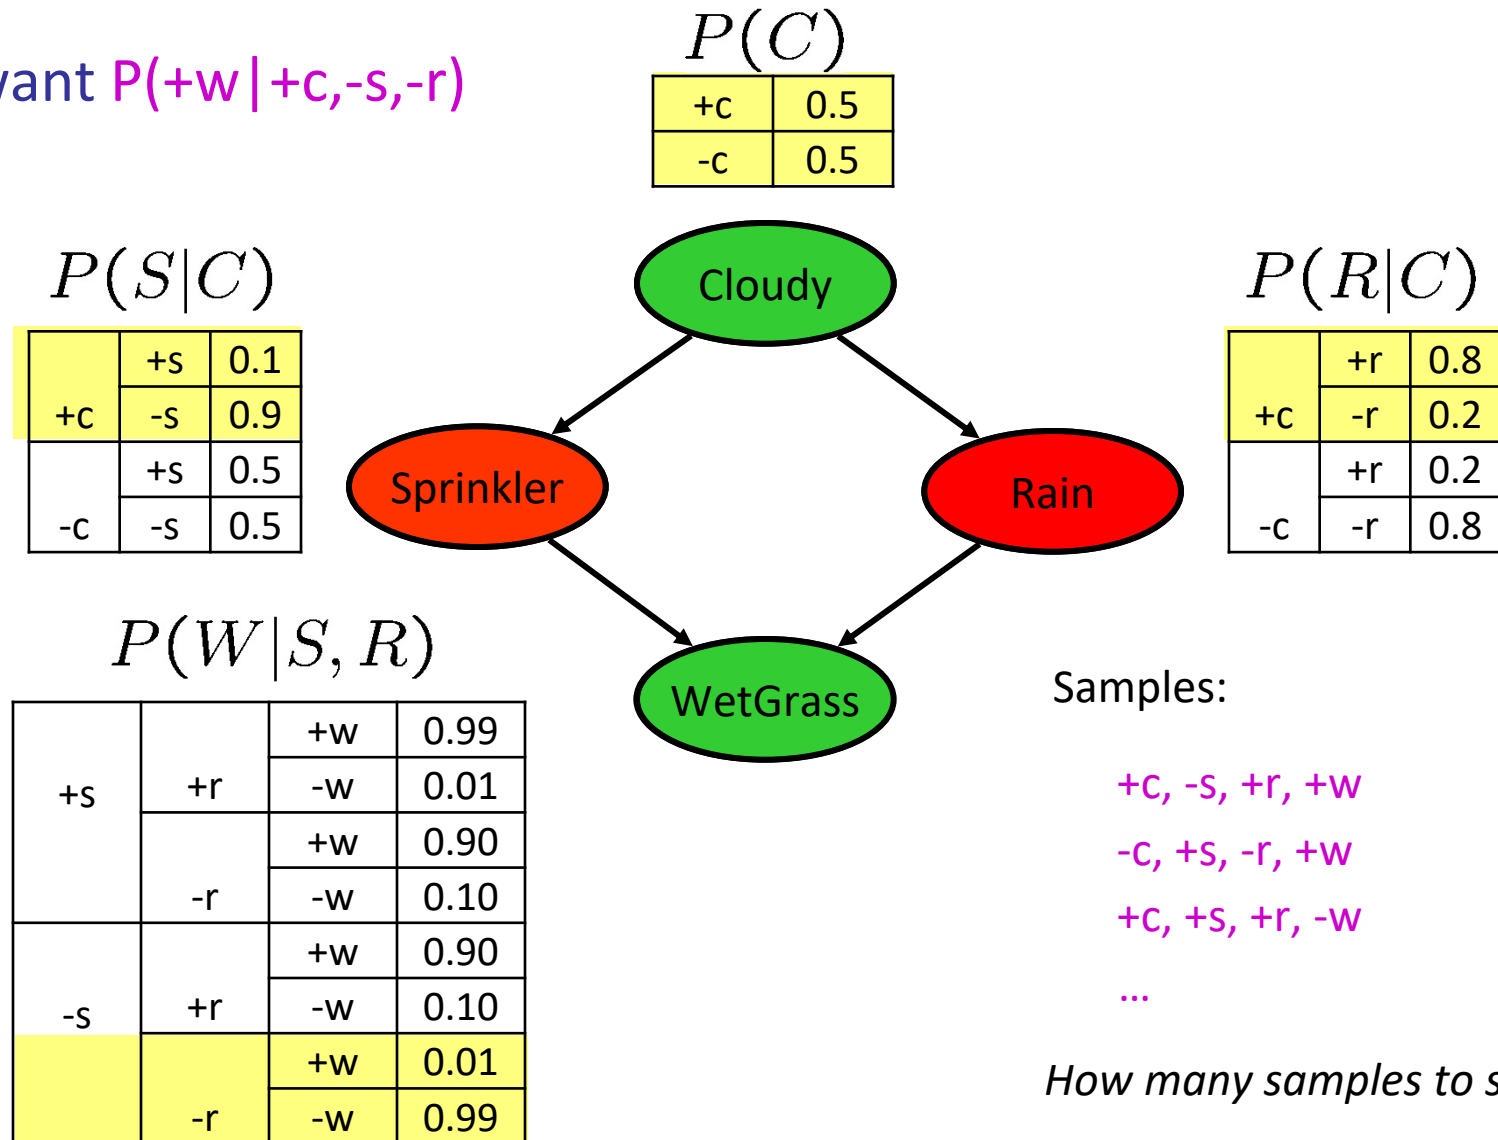 want P(+w|+c,-s,-r)
P(C)
+c 0.5
-c 0.5
Cloudy
P(S|C)
+s 0.1
+c -s 0.9
+s 0.5
-c -s 0.5
P(R|C)
+r 0.8
+c -r 0.2
+r 0.2
-c -r 0.8
Sprinkler
Rain
WetGrass
P(W|S, R)
+w 0.99
+s +r -w 0.01
+w 0.90
-r -w 0.10
+w 0.90
-s +r -w 0.10
+w 0.01
-r -w 0.99
Samples:
+c, -s, +r, +w
-c, +s, -r, +w
+c, +s, +r, -w
...
How many samples to